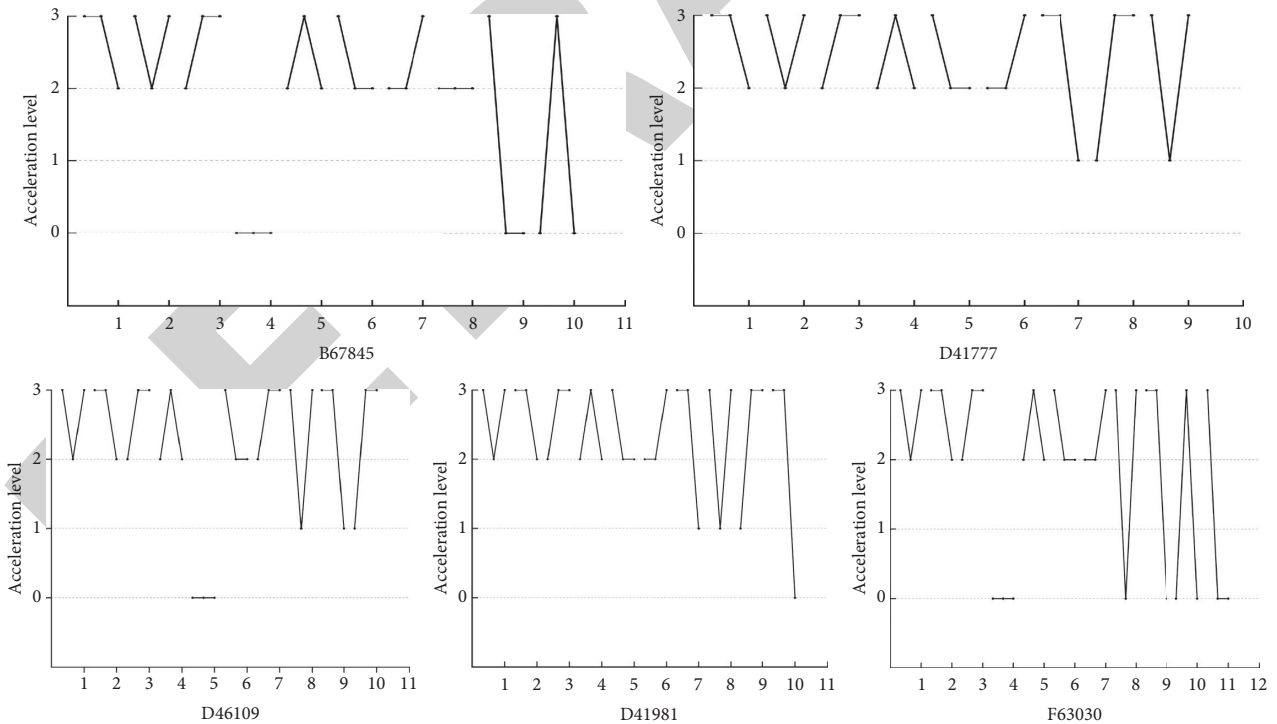 3
2
1
0
Acceleration level
1 2 3 4 5 6 7 8 9 10 11
B67845
3
2
1
0
Acceleration level
1 2 3 4 5 6 7 8 9 10
D41777
3
2
1
0
Acceleration level
1 2 3 4 5 6 7 8 9 10 11
D46109
3
2
1
0
Acceleration level
1 2 3 4 5 6 7 8 9 10 11
D41981
3
2
1
0
Acceleration level
1 2 3 4 5 6 7 8 9 10 11 12
F63030